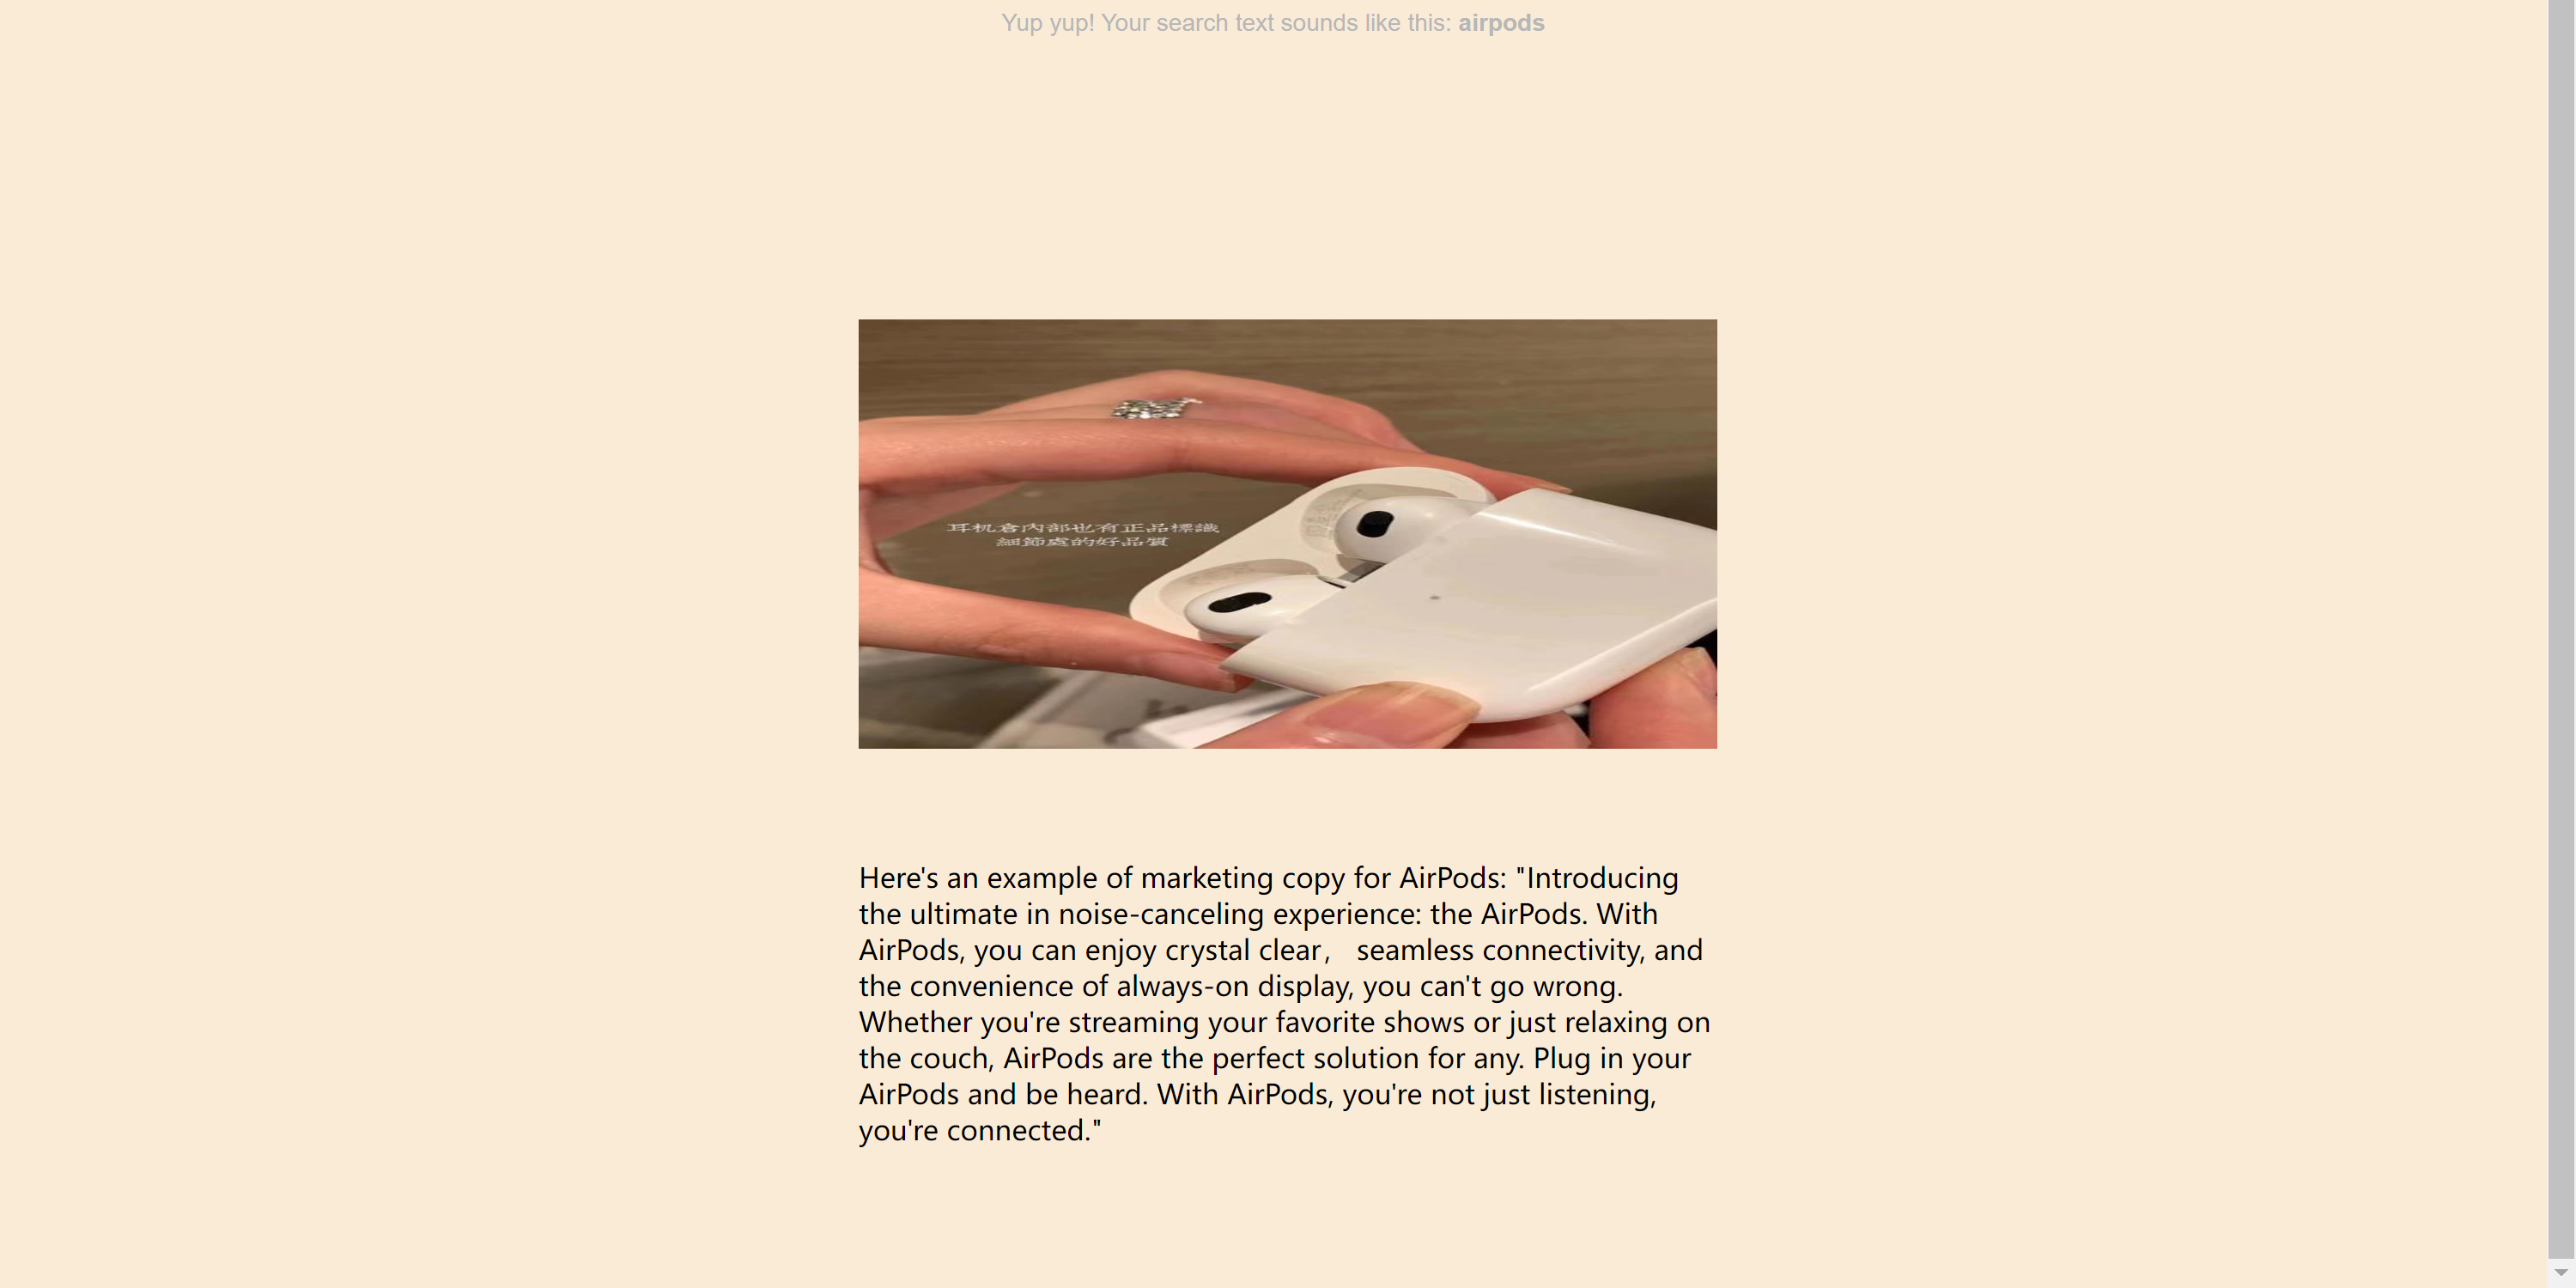 Yup yup! Your search text sounds like this: airpods
耳机倉内部也有正品標識
細節處的好品質
Here's an example of marketing copy for AirPods: "Introducing
the ultimate in noise-canceling experience: the AirPods. With
AirPods, you can enjoy crystal clear， seamless connectivity, and
the convenience of always-on display, you can't go wrong.
Whether you're streaming your favorite shows or just relaxing on
the couch, AirPods are the perfect solution for any. Plug in your
AirPods and be heard. With AirPods, you're not just listening,
you're connected."